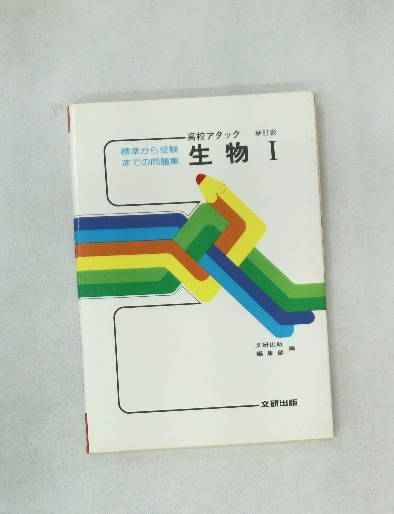 高校アタック 新訂版
標準から受験
までの問題集
生物 I
文研出版
編集部 編
文研出版